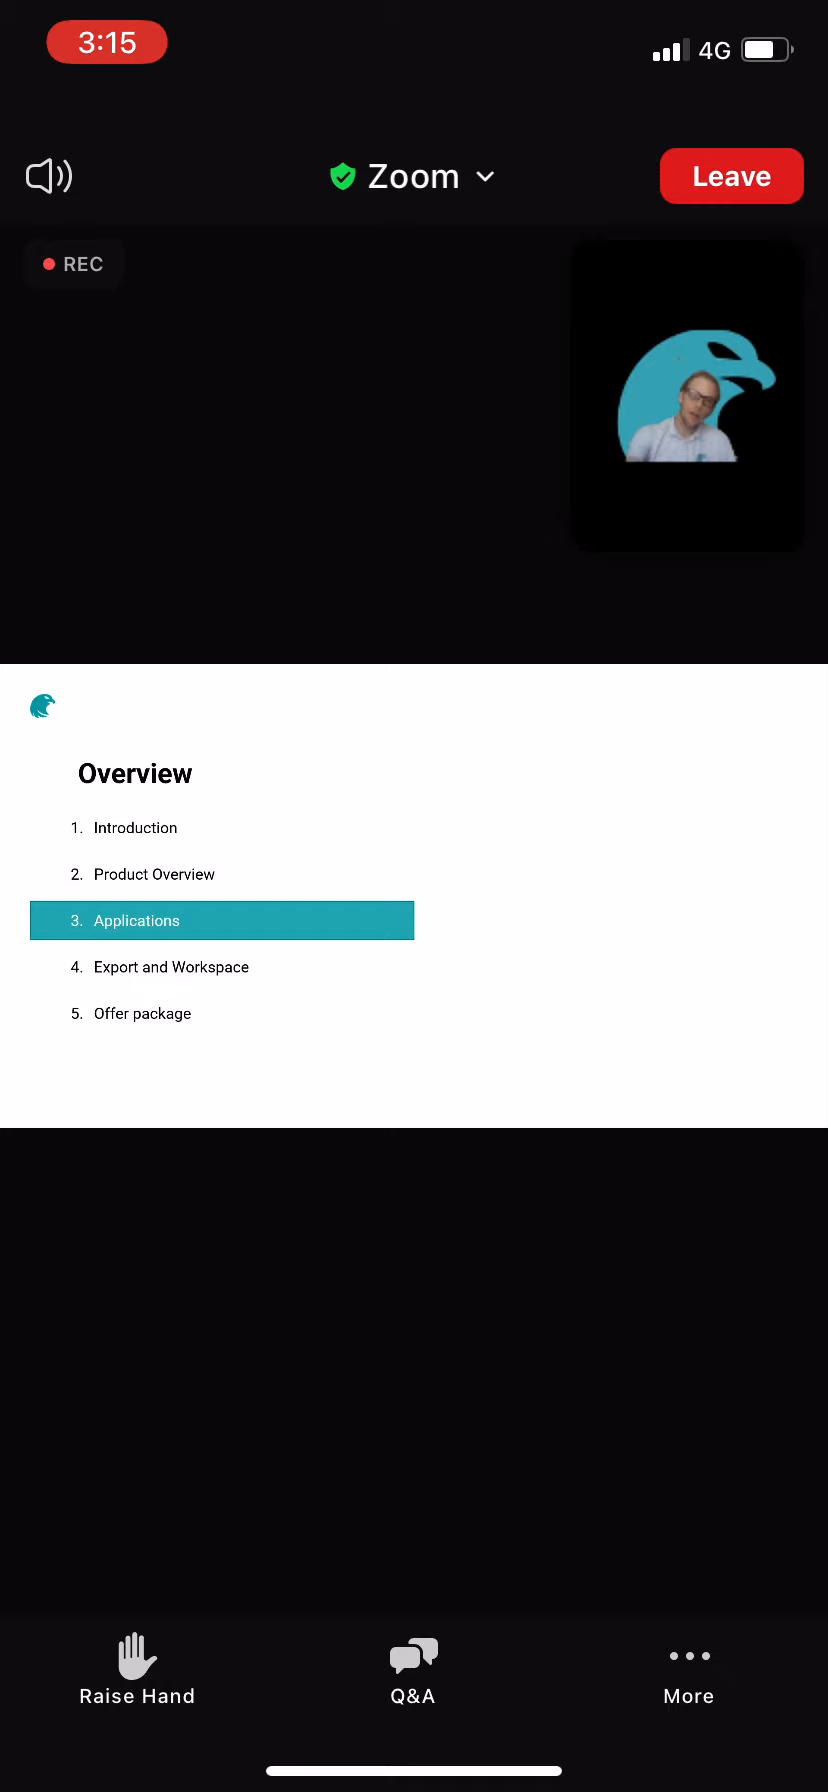 3:15
4G
Zoom
Leave
REC
Overview
1. Introduction
2. Product Overview
3. Applications
4. Export and Workspace
5. Offer package
Raise Hand
Q&A
More